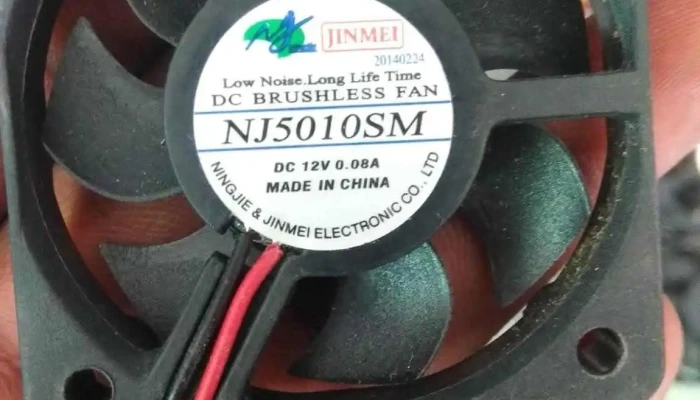 JINMEI
20140224
Low Noise.Long Life Time
DC BRUSHLESS FAN
NJ5010SM
DC 12V 0.08A
MADE IN CHINA
NINGJIE & JINMEI ELECTRONIC CO., LTD